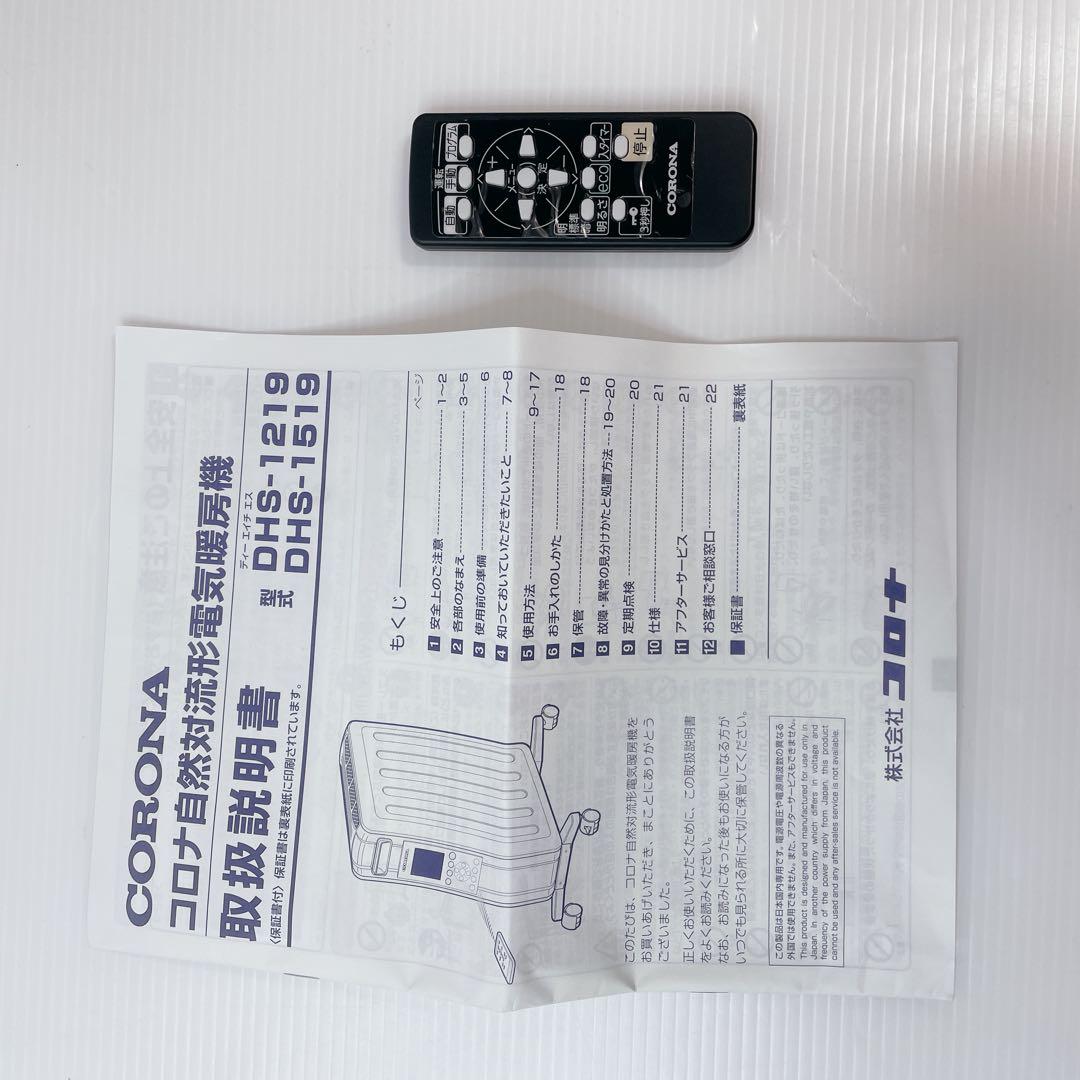 運転
自動
手動
プログラム
＋
メニュー
決定
−
明
標準
明るさ
eco
入タイマー
3秒押し
停止
CORONA
CORONA
コロナ自然対流形電気暖房機
取扱説明書
〈保証書付〉保証書は裏表紙に印刷されています。
ディー エイチ エス
型式
DHS-1219
DHS-1519
もくじ
ページ
1 安全上のご注意 1~2
2 各部のなまえ 3~5
3 使用前の準備 6
4 知っておいていただきたいこと 7~8
5 使用方法 9~17
6 お手入れのしかた 18
7 保管 18
8 故障・異常の見分けかたと処置方法 19~20
9 定期点検 20
10 仕様 21
11 アフターサービス 21
12 お客様ご相談窓口 22
■ 保証書 裏表紙
このたびは、コロナ自然対流形電気暖房機を
お買いあげいただき、まことにありがとう
ございました。
正しくお使いいただくために、この取扱説明書
をよくお読みください。
なお、お読みになった後もお使いになる方が
いつでも見られる所に大切に保管してください。
この製品は日本国内専用です。電源電圧や電源周波数の異なる
外国では使用できません。また、アフターサービスもできません。
This product is designed and manufactured for use only in
Japan. In another country which differs in voltage and
frequency of the power supply from Japan, this product
cannot be used and any after-sales service is not available.
株式会社 コロナ